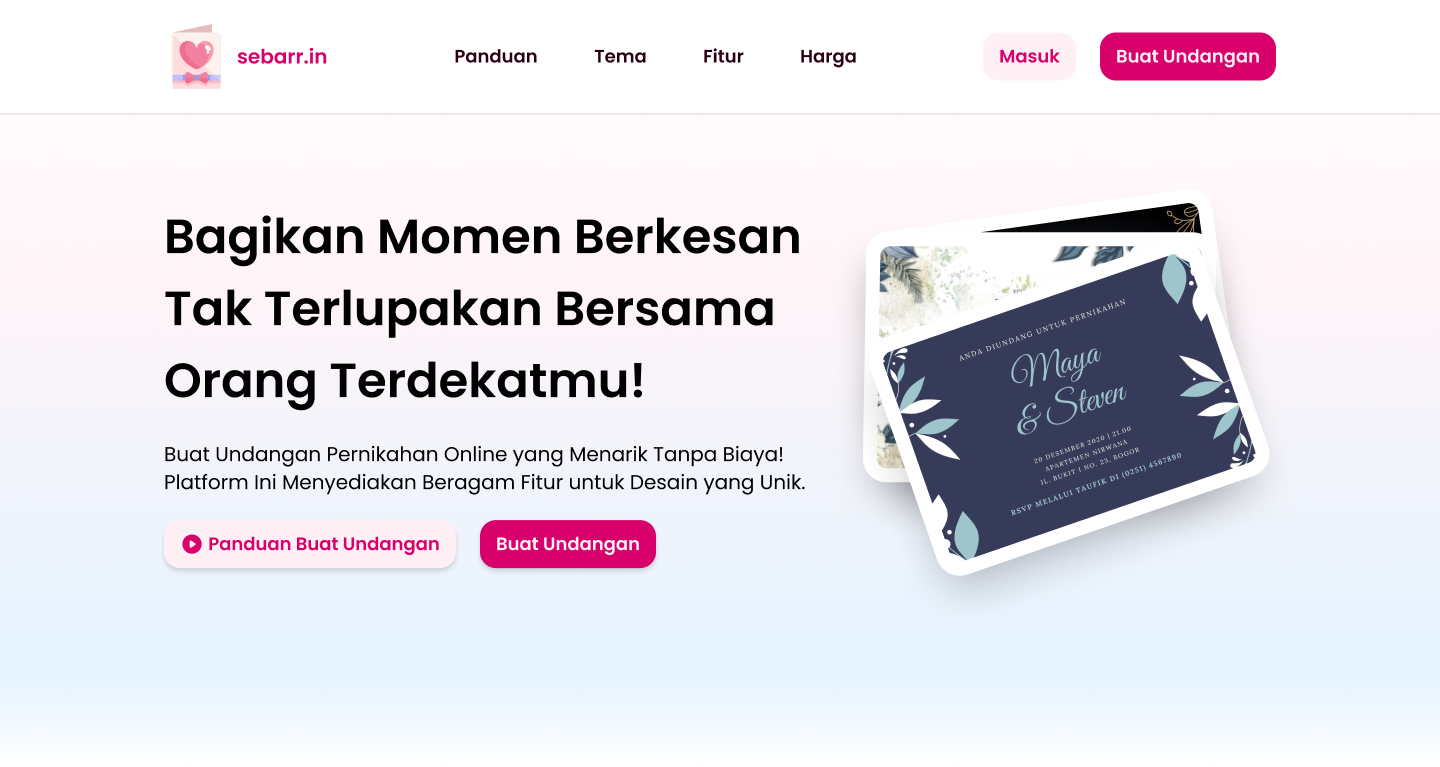 sebarr.in
Panduan
Tema
Fitur
Harga
Masuk
Buat Undangan
Bagikan Momen Berkesan
Tak Terlupakan Bersama
Orang Terdekatmu!
Buat Undangan Pernikahan Online yang Menarik Tanpa Biaya!
Platform Ini Menyediakan Beragam Fitur untuk Desain yang Unik.
Panduan Buat Undangan
Buat Undangan
ANDA DIUNDANG UNTUK PERNIKAHAN
Maya
& Steven
20 DESEMBER 2020 | 21.00
APARTEMEN NIRWANA
JL. BUKIT 1 NO. 23, BOGOR
RSVP MELALUI TAUFIK DI (0251) 4567890